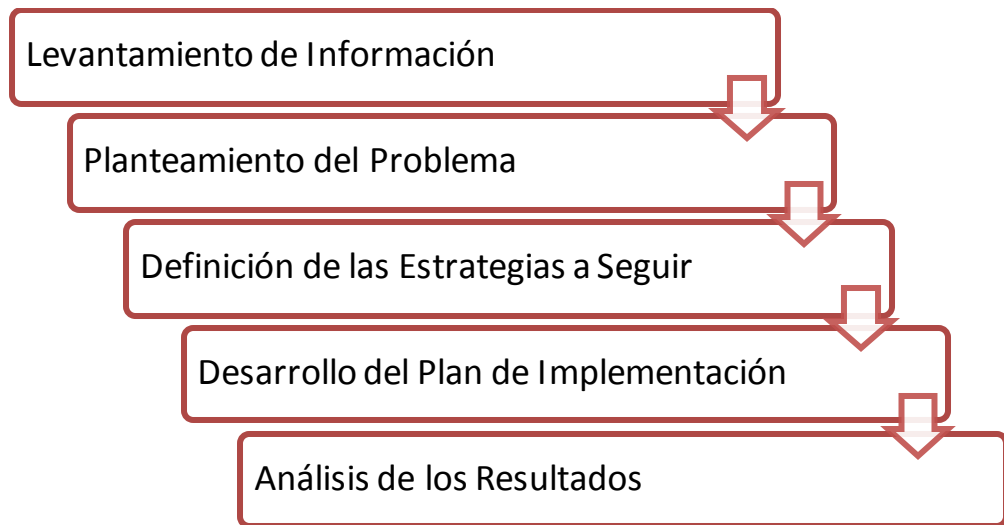 Levantamiento de Información
Planteamiento del Problema
Definición de las Estrategias a Seguir
Desarrollo del Plan de Implementación
Análisis de los Resultados